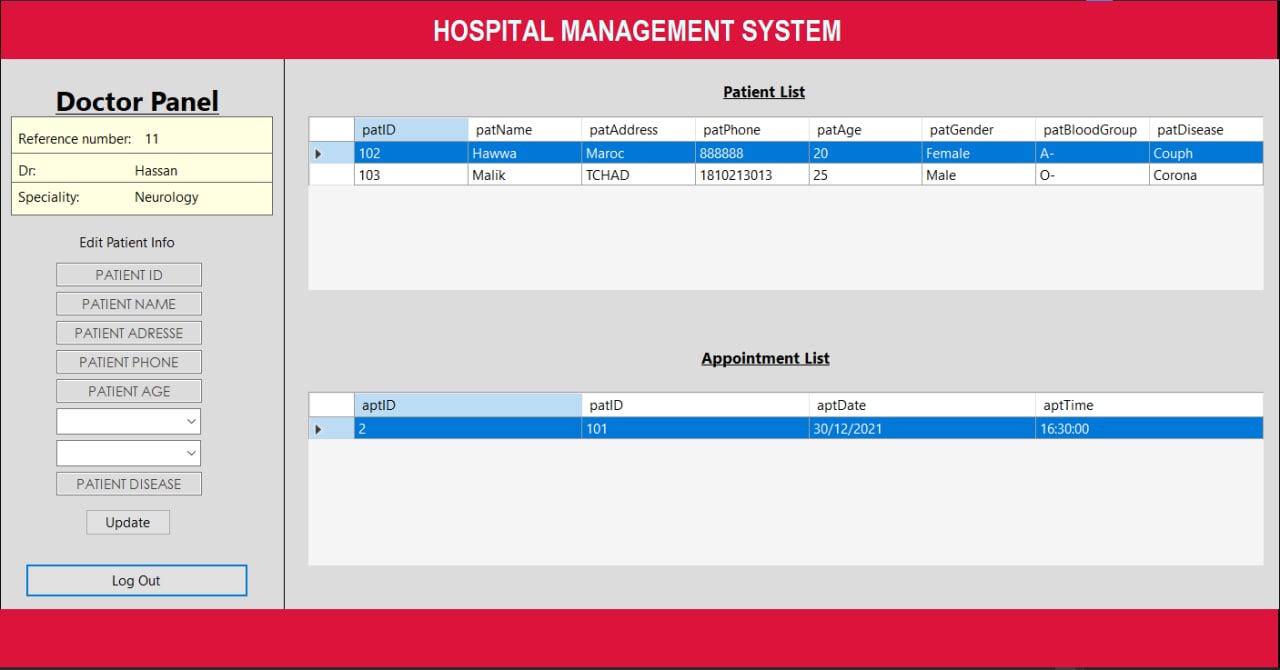 HOSPITAL MANAGEMENT SYSTEM
Doctor Panel
Reference number: 11
Dr: Hassan
Speciality: Neurology
Edit Patient Info
PATIENT ID
PATIENT NAME
PATIENT ADRESSE
PATIENT PHONE
PATIENT AGE
PATIENT DISEASE
Update
Log Out
Patient List
patID patName patAddress patPhone patAge patGender patBloodGroup patDisease
102 Hawwa Maroc 888888 20 Female A- Couph
103 Malik TCHAD 1810213013 25 Male O- Corona
Appointment List
aptID patID aptDate aptTime
2 101 30/12/2021 16:30:00